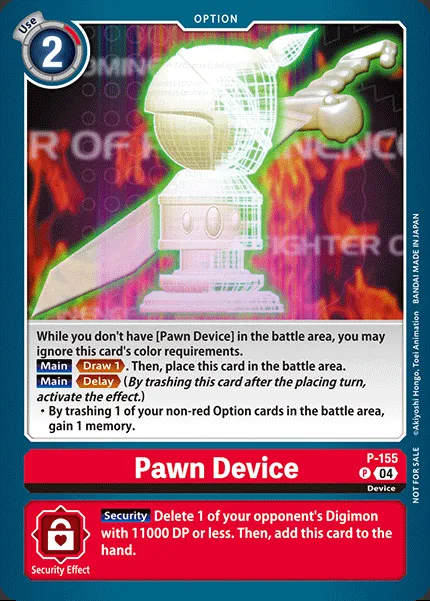 OPTION
Use
2
OMING
R OF R NENCE
GHTER O
While you don't have [Pawn Device] in the battle area, you may
ignore this card's color requirements.
Main Draw 1. Then, place this card in the battle area.
Main Delay (By trashing this card after the placing turn,
activate the effect.)
・By trashing 1 of your non-red Option cards in the battle area,
gain 1 memory.
Pawn Device
P-155
P 04
Device
Security Delete 1 of your opponent's Digimon
with 11000 DP or less. Then, add this card to the
hand.
Security Effect
NOT FOR SALE ©Akiyoshi Hongo, Toei Animation BANDAI MADE IN JAPAN